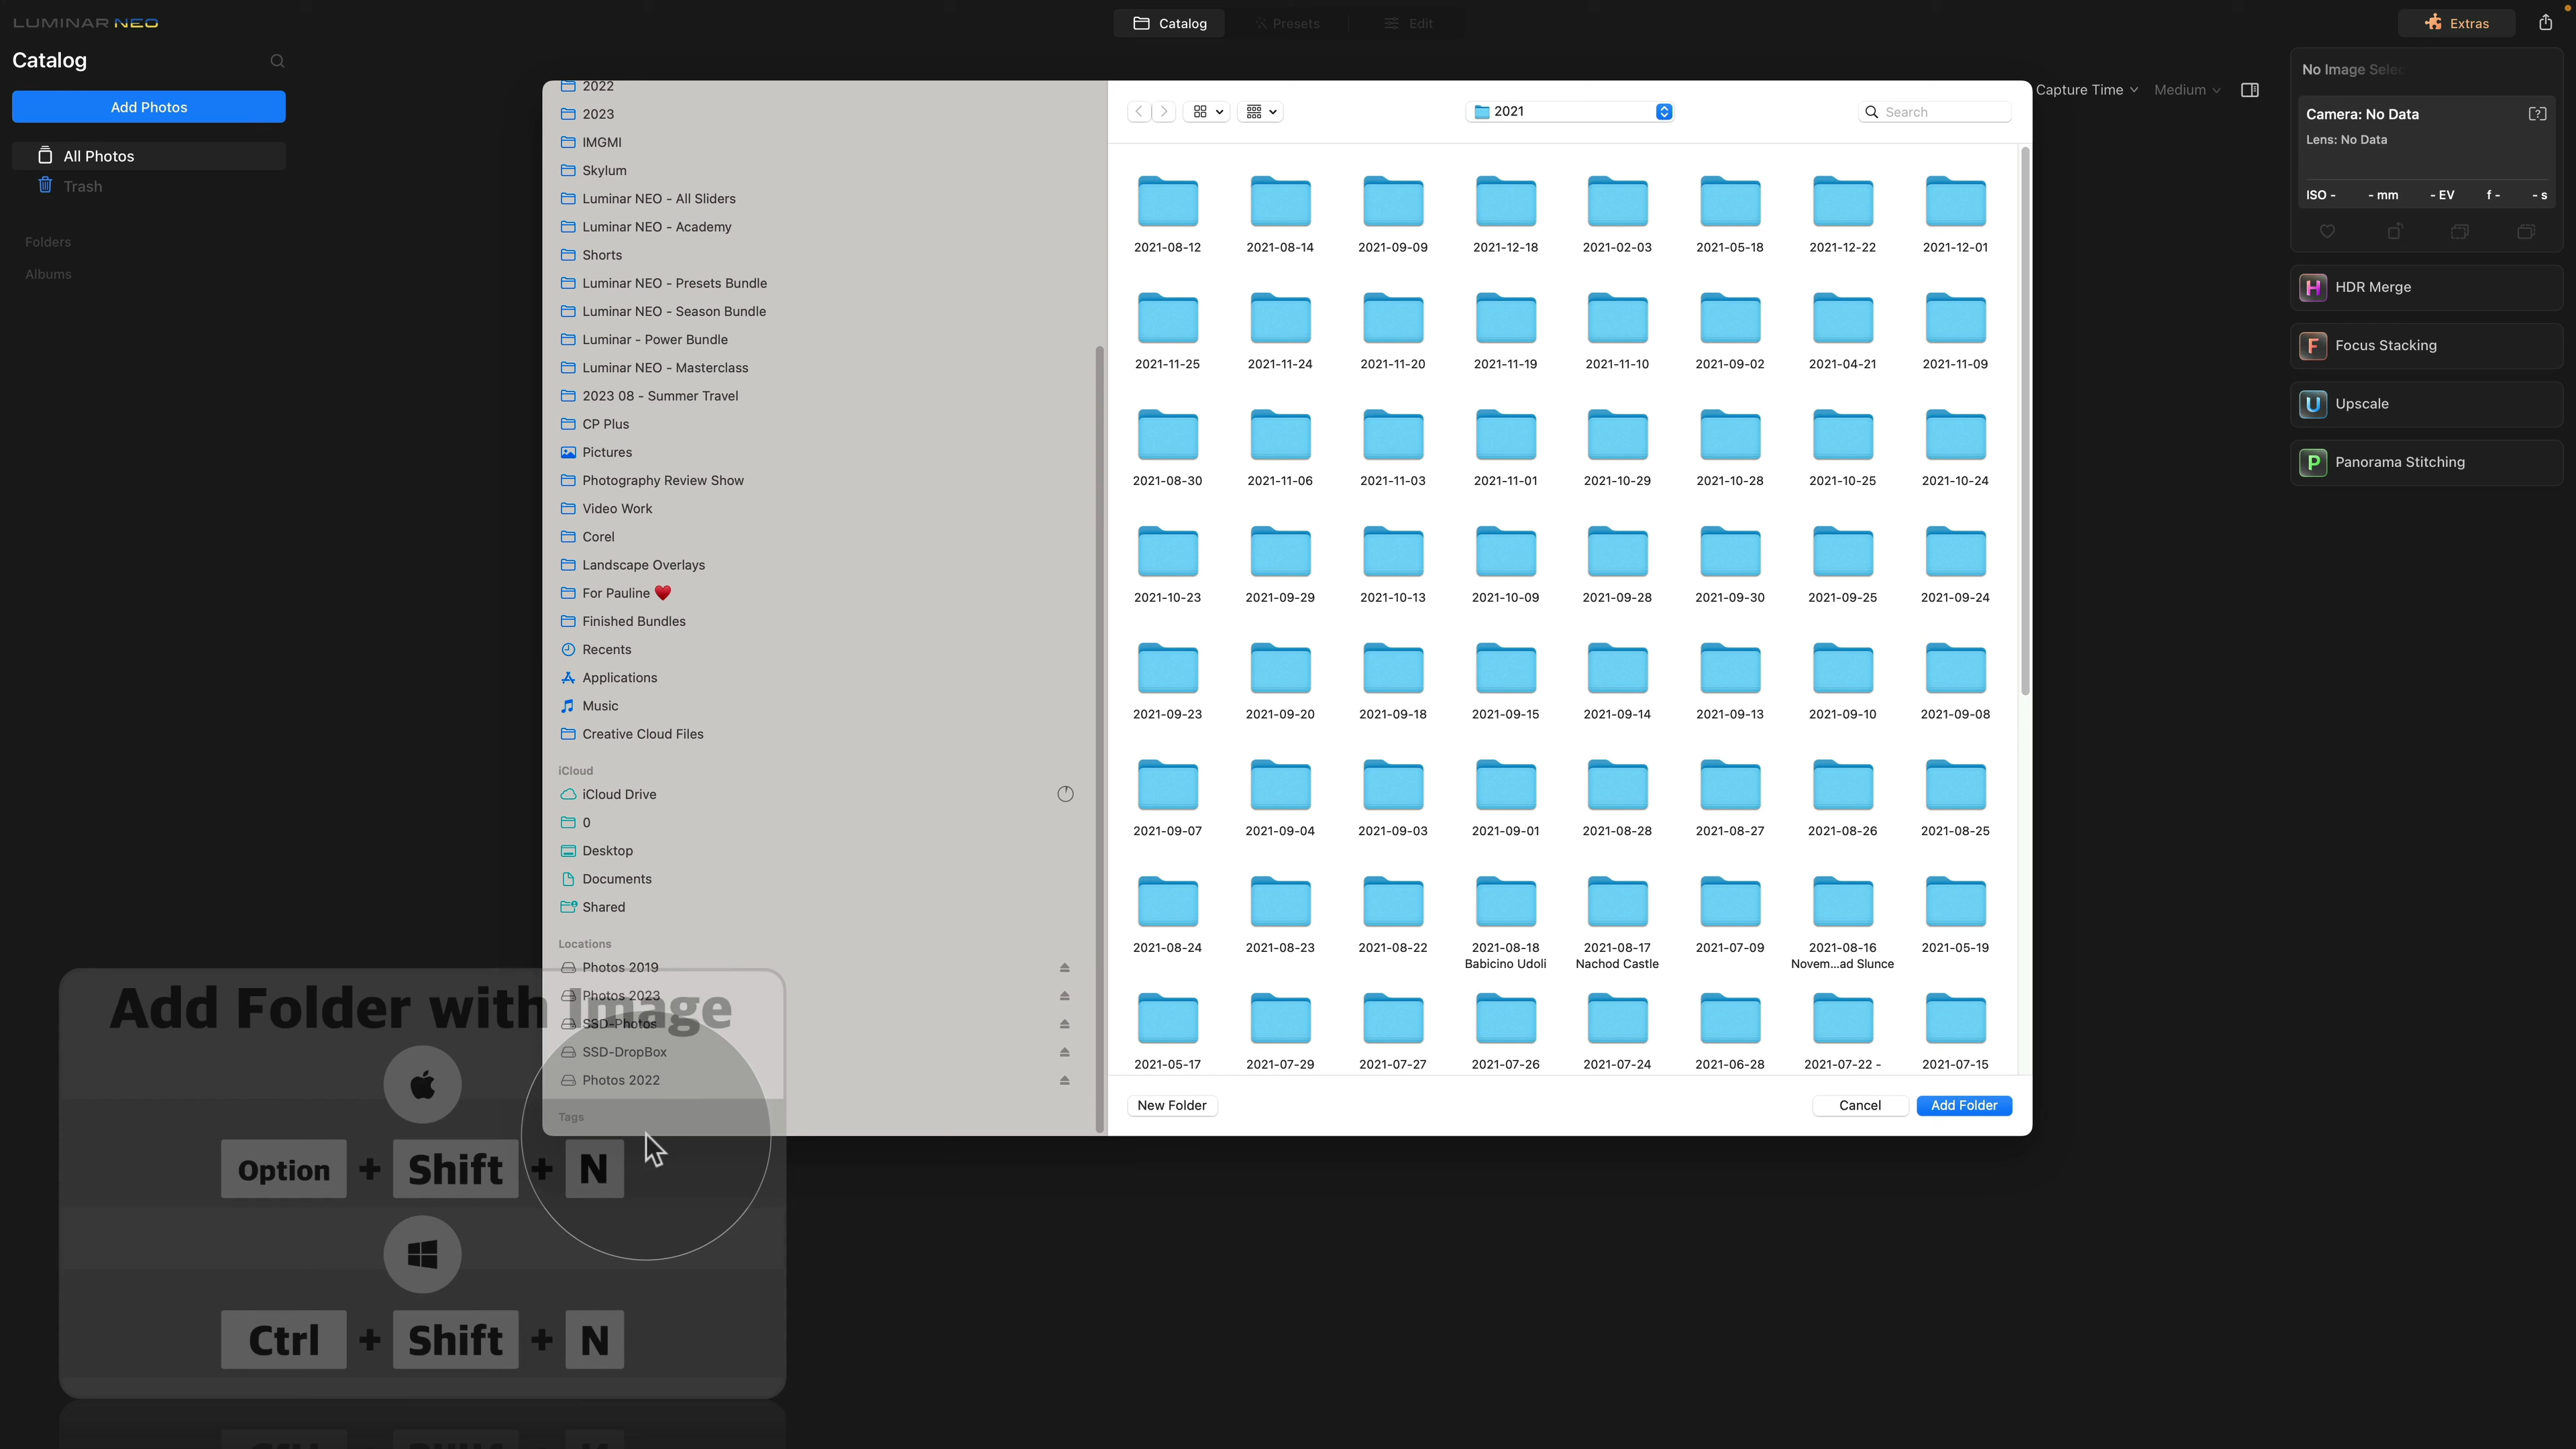 LUMINAR NEO
Catalog
Presets
Edit
Extras
Catalog
Add Photos
All Photos
Trash
Folders
Albums
Capture Time
Medium
No Image Selec
Camera: No Data
Lens: No Data
ISO -
- mm
- EV
f -
- s
HDR Merge
Focus Stacking
Upscale
Panorama Stitching
2022
2023
IMGMI
Skylum
Luminar NEO - All Sliders
Luminar NEO - Academy
Shorts
Luminar NEO - Presets Bundle
Luminar NEO - Season Bundle
Luminar - Power Bundle
Luminar NEO - Masterclass
2023 08 - Summer Travel
CP Plus
Pictures
Photography Review Show
Video Work
Corel
Landscape Overlays
For Pauline ♥️
Finished Bundles
Recents
Applications
Music
Creative Cloud Files
iCloud
iCloud Drive
0
Desktop
Documents
Shared
Locations
Photos 2019
Photos 2023
SSD-Photos
SSD-DropBox
Photos 2022
Tags
2021
Search
2021-08-12 2021-08-14 2021-09-09 2021-12-18 2021-02-03 2021-05-18 2021-12-22 2021-12-01
2021-11-25 2021-11-24 2021-11-20 2021-11-19 2021-11-10 2021-09-02 2021-04-21 2021-11-09
2021-08-30 2021-11-06 2021-11-03 2021-11-01 2021-10-29 2021-10-28 2021-10-25 2021-10-24
2021-10-23 2021-09-29 2021-10-13 2021-10-09 2021-09-28 2021-09-30 2021-09-25 2021-09-24
2021-09-23 2021-09-20 2021-09-18 2021-09-15 2021-09-14 2021-09-13 2021-09-10 2021-09-08
2021-09-07 2021-09-04 2021-09-03 2021-09-01 2021-08-28 2021-08-27 2021-08-26 2021-08-25
2021-08-24 2021-08-23 2021-08-22 2021-08-18 2021-08-17 2021-07-09 2021-08-16 2021-05-19
Babicino Udoli Nachod Castle Novem...ad Slunce
2021-05-17 2021-07-29 2021-07-27 2021-07-26 2021-07-24 2021-06-28 2021-07-22 - 2021-07-15
New Folder
Cancel
Add Folder
Add Folder with Image
Option + Shift + N
Ctrl + Shift + N